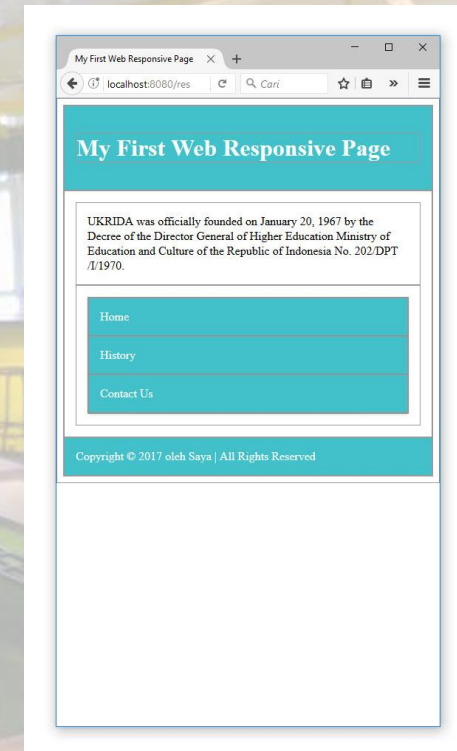 My First Web Responsive Page
localhost:8080/res
Cari
My First Web Responsive Page
UKRIDA was officially founded on January 20, 1967 by the
Decree of the Director General of Higher Education Ministry of
Education and Culture of the Republic of Indonesia No. 202/DPT
/I/1970.
Home
History
Contact Us
Copyright © 2017 oleh Saya | All Rights Reserved